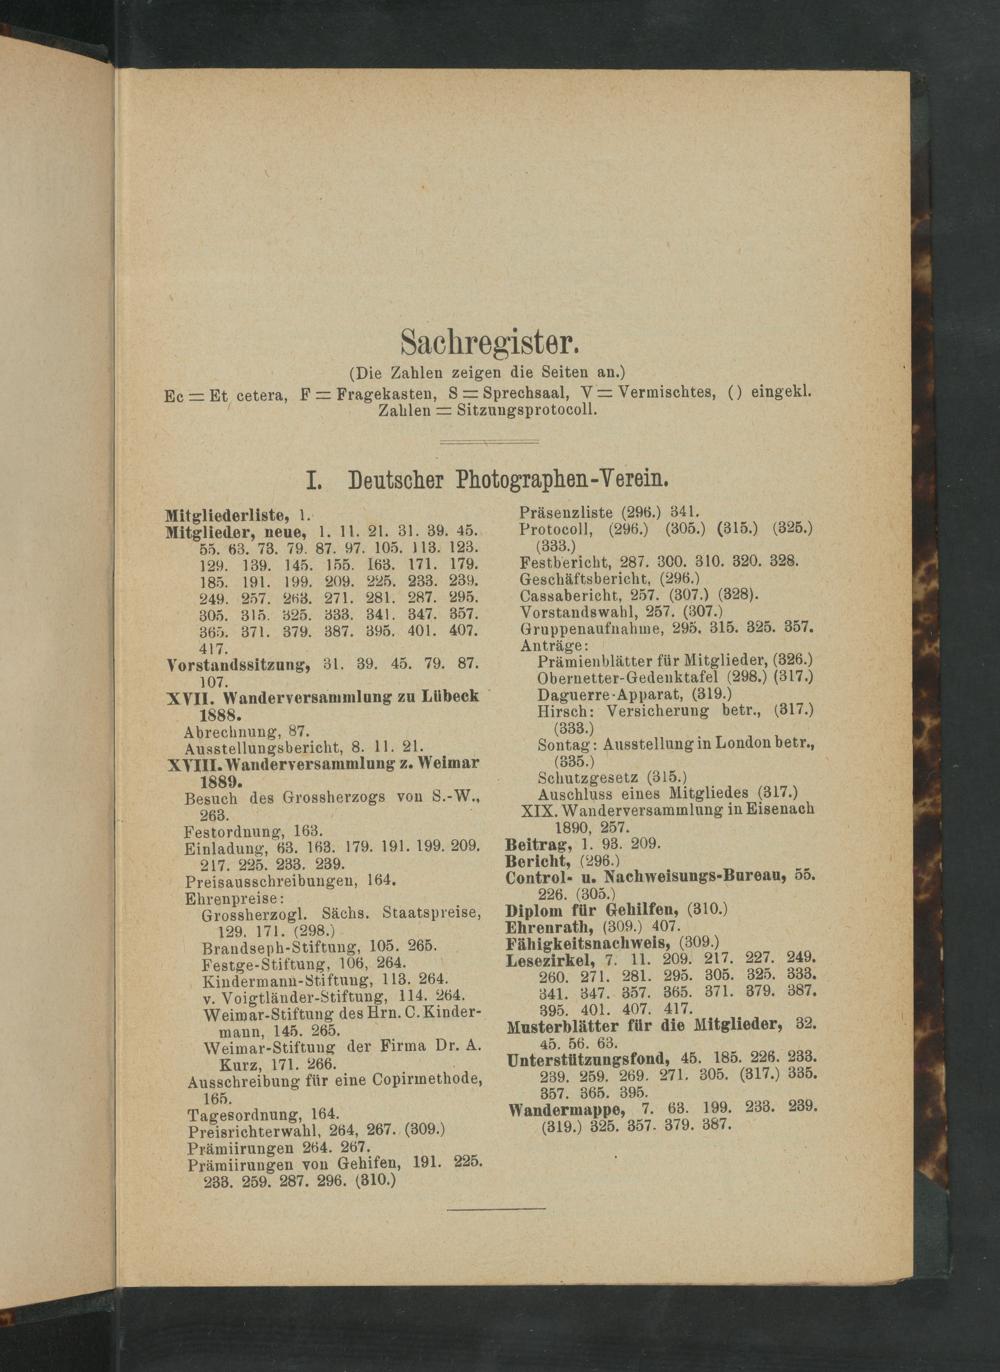 Sachregister.
(Die Zahlen zeigen die Seiten an.)
Ec = Et cetera, F = Fragekasten, S = Sprechsaal, V = Vermischtes, () eingekl.
Zahlen = Sitzungsprotocoll.
I. Deutscher Photographen-Verein.
Mitgliederliste, 1.
Mitglieder, neue, 1. 11. 21. 31. 39. 45.
55. 63. 73. 79. 87. 97. 105. 113. 123.
129. 139. 145. 155. 163. 171. 179.
185. 191. 199. 209. 225. 233. 239.
249. 257. 263. 271. 281. 287. 295.
305. 315. 325. 333. 341. 347. 357.
365. 371. 379. 387. 395. 401. 407.
417.
Vorstandssitzung, 31. 39. 45. 79. 87.
107.
XVII. Wanderversammlung zu Lübeck
1888.
Abrechnung, 87.
Ausstellungsbericht, 8. 11. 21.
XVIII. Wanderversammlung z. Weimar
1889.
Besuch des Grossherzogs von S.-W.,
263.
Festordnung, 163.
Einladung, 63. 163. 179. 191. 199. 209.
217. 225. 233. 239.
Preisausschreibungen, 164.
Ehrenpreise:
Grossherzogl. Sächs. Staatspreise,
129. 171. (298.)
Brandseph-Stiftung, 105. 265.
Festge-Stiftung, 106, 264.
Kindermann-Stiftung, 113. 264.
v. Voigtländer-Stiftung, 114. 264.
Weimar-Stiftung des Hrn. C. Kinder-
mann, 145. 265.
Weimar-Stiftung der Firma Dr. A.
Kurz, 171. 266.
Ausschreibung für eine Copirmethode,
165.
Tagesordnung, 164.
Preisrichterwahl, 264, 267. (309.)
Prämiirungen 264. 267.
Prämiirungen von Gehifen, 191. 225.
233. 259. 287. 296. (310.)
Präsenzliste (296.) 341.
Protocoll, (296.) (305.) (315.) (325.)
(333.)
Festbericht, 287. 300. 310. 320. 328.
Geschäftsbericht, (296.)
Cassabericht, 257. (307.) (328).
Vorstandswahl, 257. (307.)
Gruppenaufnahme, 295. 315. 325. 357.
Anträge:
Prämienblätter für Mitglieder, (326.)
Obernetter-Gedenktafel (298.) (317.)
Daguerre-Apparat, (319.)
Hirsch: Versicherung betr., (317.)
(333.)
Sontag: Ausstellung in London betr.,
(335.)
Schutzgesetz (315.)
Auschluss eines Mitgliedes (317.)
XIX. Wanderversammlung in Eisenach
1890, 257.
Beitrag, 1. 93. 209.
Bericht, (296.)
Control- u. Nachweisungs-Bureau, 55.
226. (305.)
Diplom für Gehilfen, (310.)
Ehrenrath, (309.) 407.
Fähigkeitsnachweis, (309.)
Lesezirkel, 7. 11. 209. 217. 227. 249.
260. 271. 281. 295. 305. 325. 333.
341. 347. 357. 365. 371. 379. 387.
395. 401. 407. 417.
Musterblätter für die Mitglieder, 32.
45. 56. 63.
Unterstützungsfond, 45. 185. 226. 233.
239. 259. 269. 271. 305. (317.) 335.
357. 365. 395.
Wandermappe, 7. 63. 199. 233. 239.
(319.) 325. 357. 379. 387.